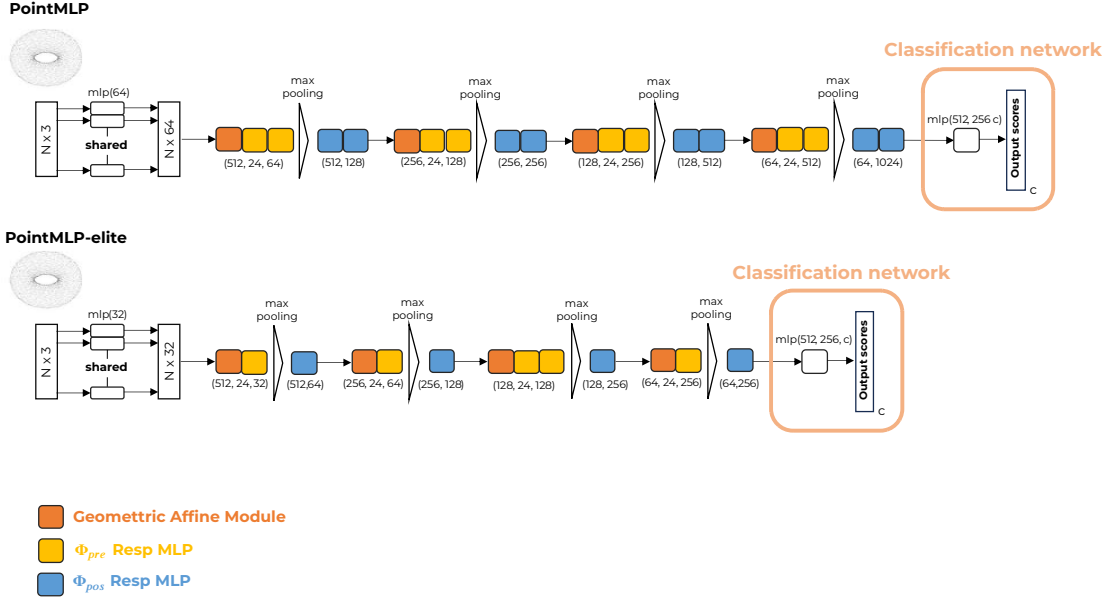 PointMLP
Classification network
mlp(64)
N x 3
shared
N x 64
max
pooling
max
pooling
max
pooling
max
pooling
(512, 24, 64)
(512, 128)
(256, 24, 128)
(256, 256)
(128, 24, 256)
(128, 512)
(64, 24, 512)
(64, 1024)
mlp(512, 256 c)
Output scores
C
PointMLP-elite
Classification network
mlp(32)
N x 3
shared
N x 32
max
pooling
max
pooling
max
pooling
max
pooling
(512, 24, 32)
(512,64)
(256, 24, 64)
(256, 128)
(128, 24, 128)
(128, 256)
(64, 24, 256)
(64,256)
mlp(512, 256, c)
Output scores
C
Geomettric Affine Module
Φpre Resp MLP
Φpos Resp MLP